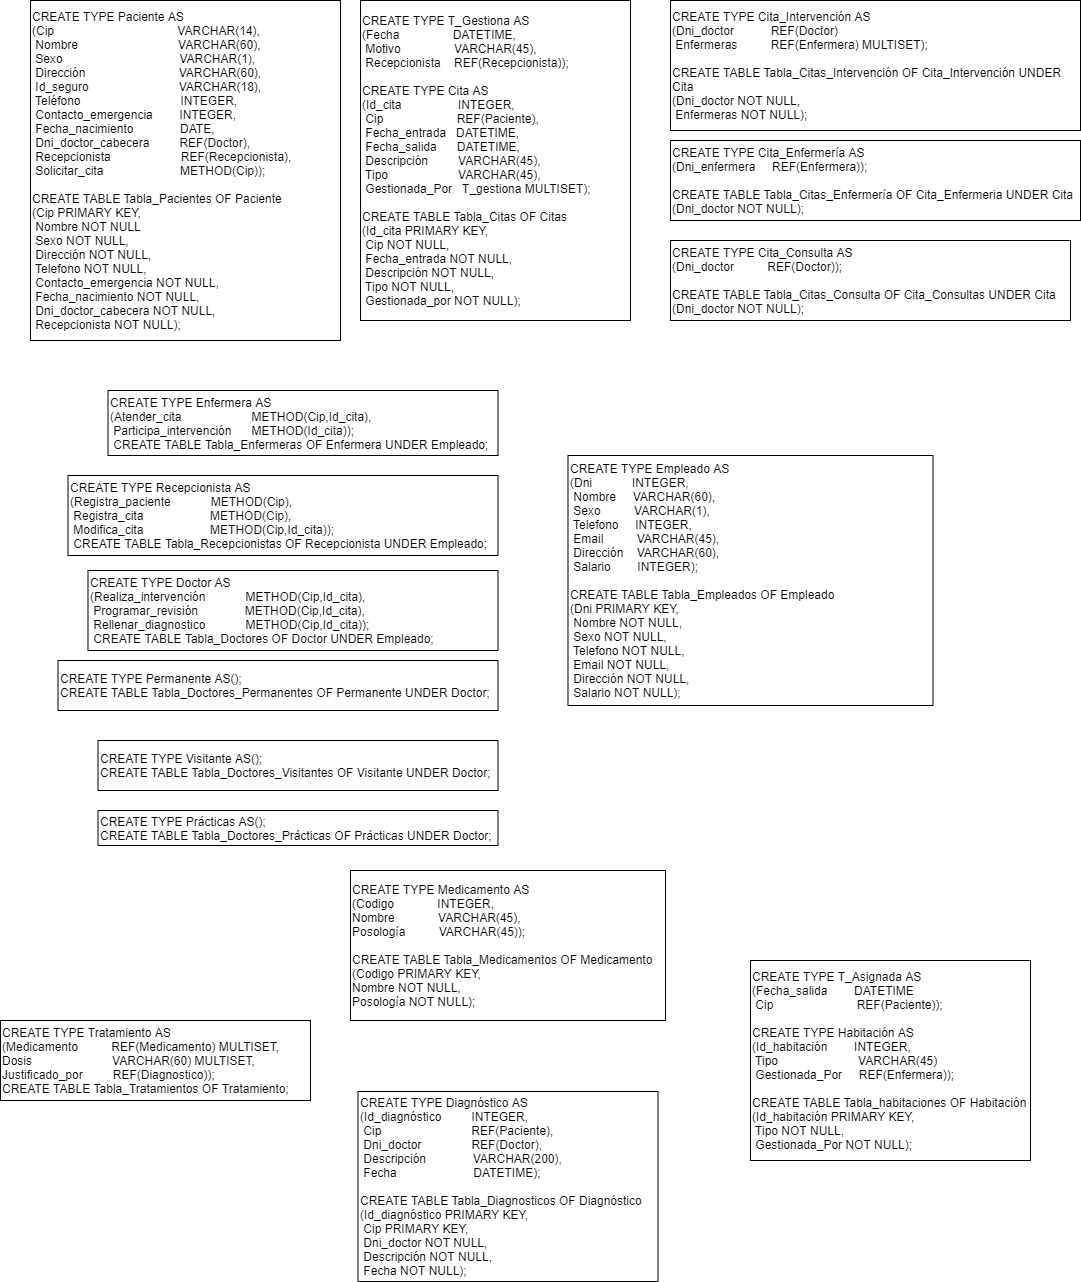 CREATE TYPE Paciente AS
(Cip VARCHAR(14),
Nombre VARCHAR(60),
Sexo VARCHAR(1),
Dirección VARCHAR(60),
Id_seguro VARCHAR(18),
Teléfono INTEGER,
Contacto_emergencia INTEGER,
Fecha_nacimiento DATE,
Dni_doctor_cabecera REF(Doctor),
Recepcionista REF(Recepcionista),
Solicitar_cita METHOD(Cip));
CREATE TABLE Tabla_Pacientes OF Paciente
(Cip PRIMARY KEY,
Nombre NOT NULL
Sexo NOT NULL,
Dirección NOT NULL,
Telefono NOT NULL,
Contacto_emergencia NOT NULL,
Fecha_nacimiento NOT NULL,
Dni_doctor_cabecera NOT NULL,
Recepcionista NOT NULL);
CREATE TYPE T_Gestiona AS
(Fecha DATETIME,
Motivo VARCHAR(45),
Recepcionista REF(Recepcionista));
CREATE TYPE Cita AS
(Id_cita INTEGER,
Cip REF(Paciente),
Fecha_entrada DATETIME,
Fecha_salida DATETIME,
Descripción VARCHAR(45),
Tipo VARCHAR(45),
Gestionada_Por T_gestiona MULTISET);
CREATE TABLE Tabla_Citas OF Citas
(Id_cita PRIMARY KEY,
Cip NOT NULL,
Fecha_entrada NOT NULL,
Descripción NOT NULL,
Tipo NOT NULL,
Gestionada_por NOT NULL);
CREATE TYPE Cita_Intervención AS
(Dni_doctor REF(Doctor)
Enfermeras REF(Enfermera) MULTISET);
CREATE TABLE Tabla_Citas_Intervención OF Cita_Intervención UNDER
Cita
(Dni_doctor NOT NULL,
Enfermeras NOT NULL);
CREATE TYPE Cita_Enfermería AS
(Dni_enfermera REF(Enfermera));
CREATE TABLE Tabla_Citas_Enfermería OF Cita_Enfermeria UNDER Cita
(Dni_doctor NOT NULL);
CREATE TYPE Cita_Consulta AS
(Dni_doctor REF(Doctor));
CREATE TABLE Tabla_Citas_Consulta OF Cita_Consultas UNDER Cita
(Dni_doctor NOT NULL);
CREATE TYPE Enfermera AS
(Atender_cita METHOD(Cip,Id_cita),
Participa_intervención METHOD(Id_cita));
CREATE TABLE Tabla_Enfermeras OF Enfermera UNDER Empleado;
CREATE TYPE Recepcionista AS
(Registra_paciente METHOD(Cip),
Registra_cita METHOD(Cip),
Modifica_cita METHOD(Cip,Id_cita));
CREATE TABLE Tabla_Recepcionistas OF Recepcionista UNDER Empleado;
CREATE TYPE Doctor AS
(Realiza_intervención METHOD(Cip,Id_cita),
Programar_revisión METHOD(Cip,Id_cita),
Rellenar_diagnostico METHOD(Cip,Id_cita));
CREATE TABLE Tabla_Doctores OF Doctor UNDER Empleado;
CREATE TYPE Permanente AS();
CREATE TABLE Tabla_Doctores_Permanentes OF Permanente UNDER Doctor;
CREATE TYPE Visitante AS();
CREATE TABLE Tabla_Doctores_Visitantes OF Visitante UNDER Doctor;
CREATE TYPE Prácticas AS();
CREATE TABLE Tabla_Doctores_Prácticas OF Prácticas UNDER Doctor;
CREATE TYPE Empleado AS
(Dni INTEGER,
Nombre VARCHAR(60),
Sexo VARCHAR(1),
Telefono INTEGER,
Email VARCHAR(45),
Dirección VARCHAR(60),
Salario INTEGER);
CREATE TABLE Tabla_Empleados OF Empleado
(Dni PRIMARY KEY,
Nombre NOT NULL,
Sexo NOT NULL,
Telefono NOT NULL,
Email NOT NULL,
Dirección NOT NULL,
Salario NOT NULL);
CREATE TYPE Medicamento AS
(Codigo INTEGER,
Nombre VARCHAR(45),
Posología VARCHAR(45));
CREATE TABLE Tabla_Medicamentos OF Medicamento
(Codigo PRIMARY KEY,
Nombre NOT NULL,
Posología NOT NULL);
CREATE TYPE T_Asignada AS
(Fecha_salida DATETIME
Cip REF(Paciente));
CREATE TYPE Habitación AS
(Id_habitación INTEGER,
Tipo VARCHAR(45)
Gestionada_Por REF(Enfermera));
CREATE TABLE Tabla_habitaciones OF Habitación
(Id_habitación PRIMARY KEY,
Tipo NOT NULL,
Gestionada_Por NOT NULL);
CREATE TYPE Tratamiento AS
(Medicamento REF(Medicamento) MULTISET,
Dosis VARCHAR(60) MULTISET,
Justificado_por REF(Diagnostico));
CREATE TABLE Tabla_Tratamientos OF Tratamiento;
CREATE TYPE Diagnóstico AS
(Id_diagnóstico INTEGER,
Cip REF(Paciente),
Dni_doctor REF(Doctor),
Descripción VARCHAR(200),
Fecha DATETIME);
CREATE TABLE Tabla_Diagnosticos OF Diagnóstico
(Id_diagnóstico PRIMARY KEY,
Cip PRIMARY KEY,
Dni_doctor NOT NULL,
Descripción NOT NULL,
Fecha NOT NULL);